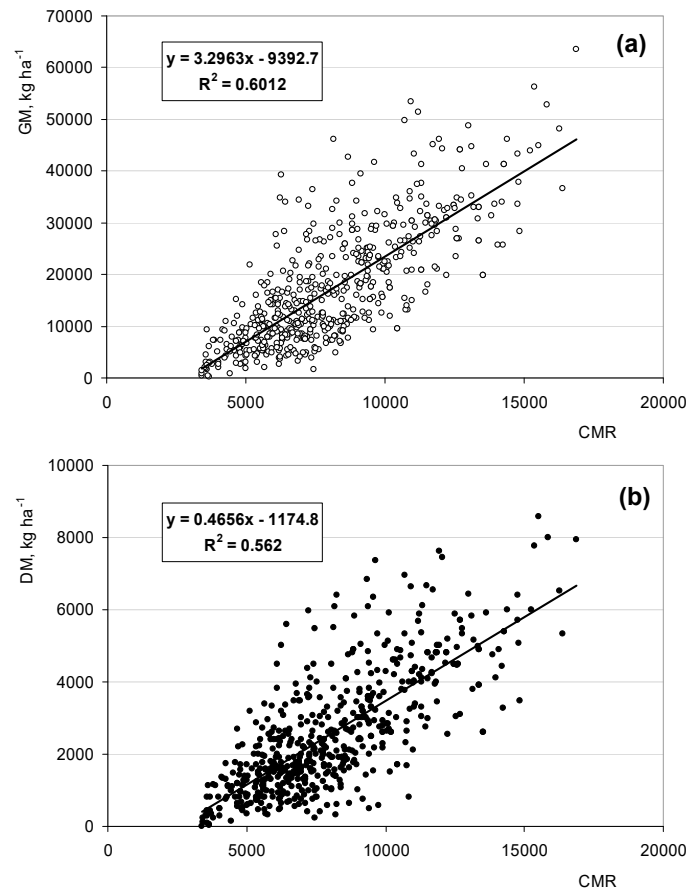 70000
(a)
y = 3.2963x - 9392.7
R² = 0.6012
60000
50000
40000
30000
20000
10000
0
GM, kg ha⁻¹
0 5000 10000 15000 20000
CMR
10000
(b)
y = 0.4656x - 1174.8
R² = 0.562
8000
6000
4000
2000
0
DM, kg ha⁻¹
0 5000 10000 15000 20000
CMR